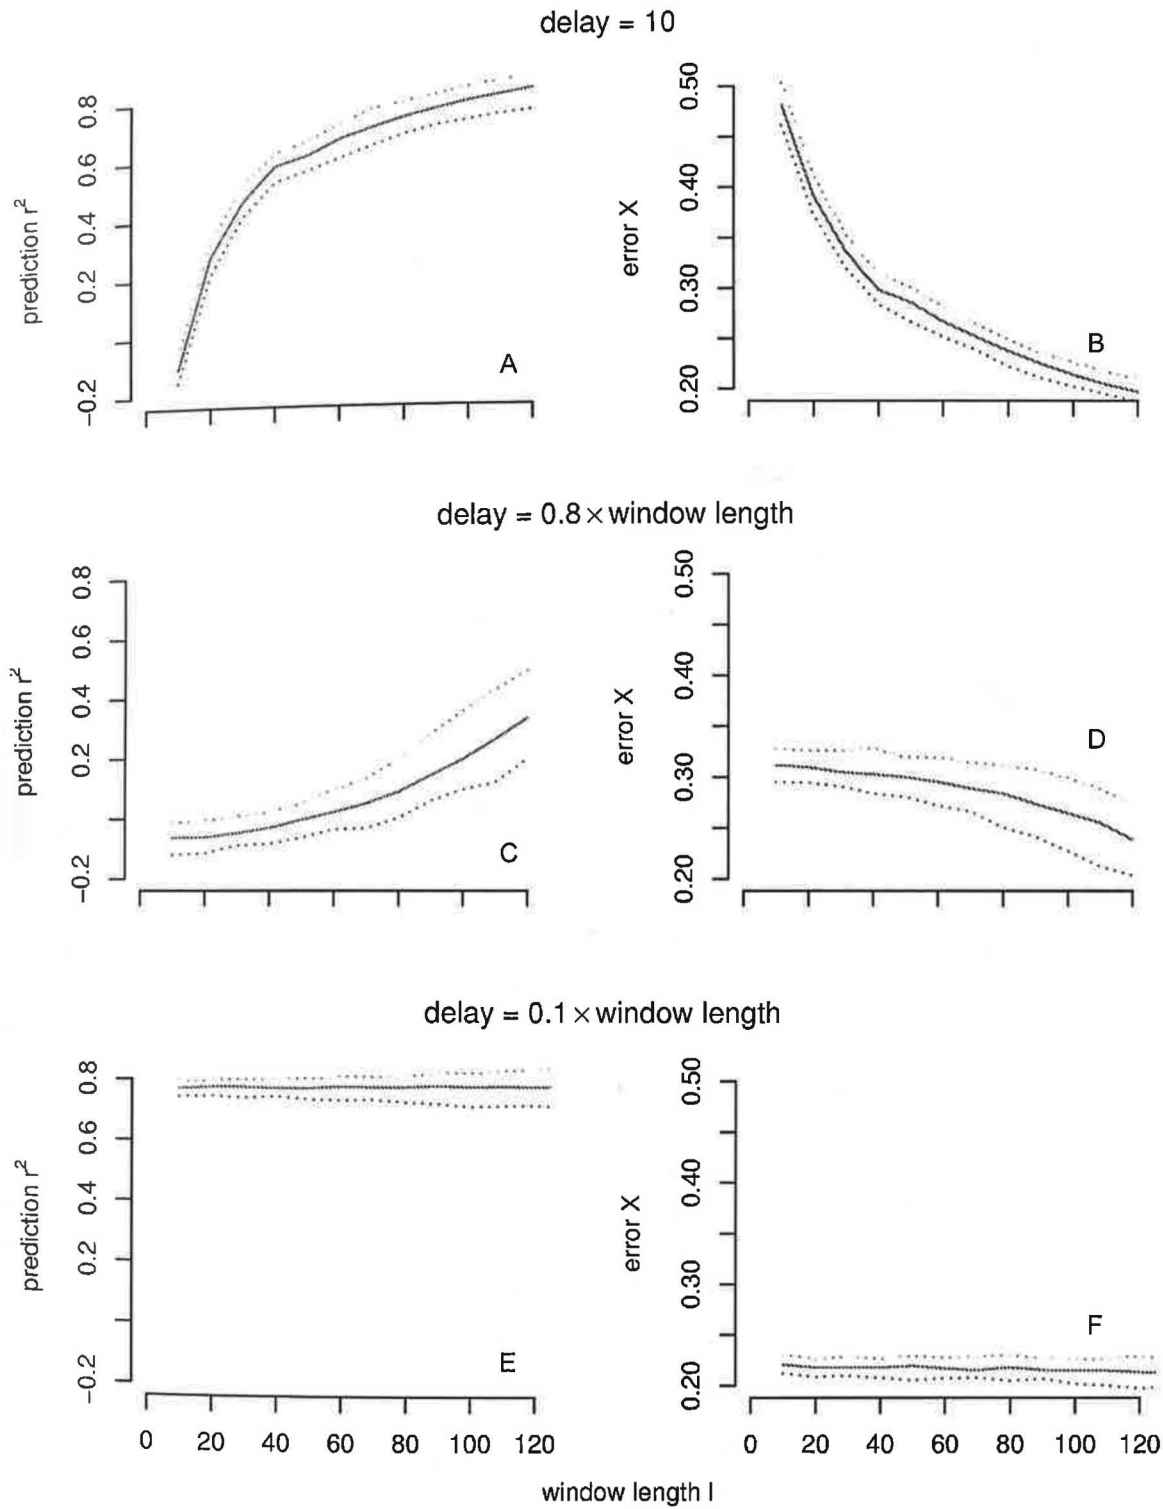 delay = 10
prediction r²
0.8
0.6
0.4
0.2
−0.2
A
error X
0.50
0.40
0.30
0.20
B
delay = 0.8 × window length
prediction r²
0.8
0.6
0.4
0.2
−0.2
C
error X
0.50
0.40
0.30
0.20
D
delay = 0.1 × window length
prediction r²
0.8
0.6
0.4
0.2
−0.2
E
0 20 40 60 80 100 120
error X
0.50
0.40
0.30
0.20
F
0 20 40 60 80 100 120
window length l